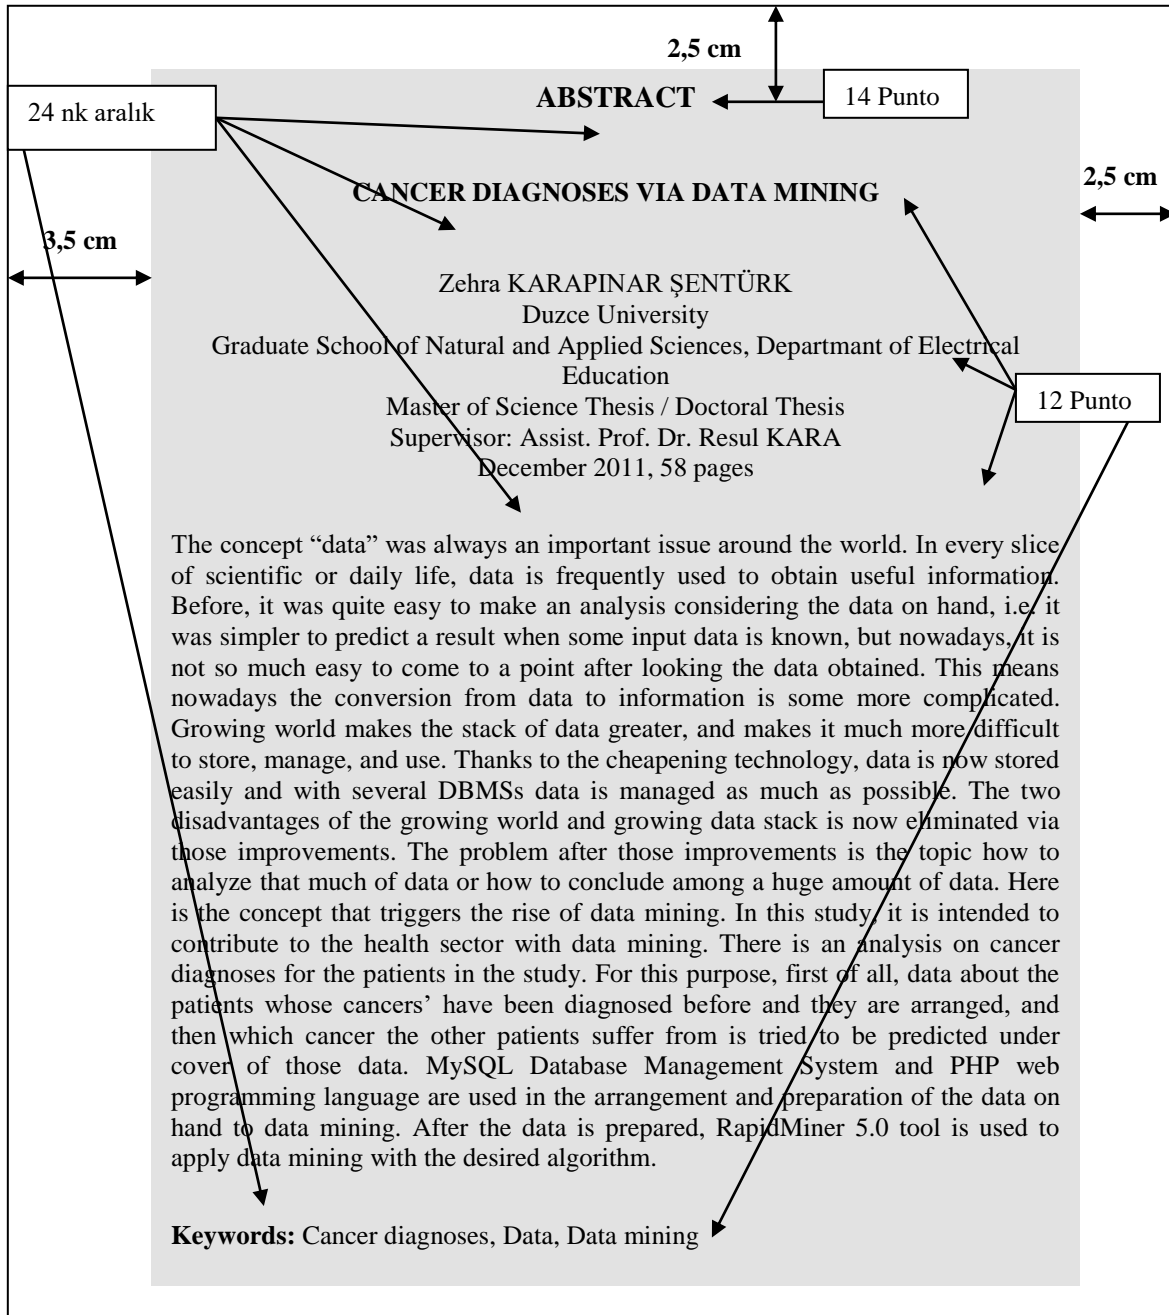 2,5 cm
ABSTRACT
14 Punto
24 nk aralık
CANCER DIAGNOSES VIA DATA MINING
2,5 cm
3,5 cm
Zehra KARAPINAR ŞENTÜRK
Duzce University
Graduate School of Natural and Applied Sciences, Departmant of Electrical
Education
12 Punto
Master of Science Thesis / Doctoral Thesis
Supervisor: Assist. Prof. Dr. Resul KARA
December 2011, 58 pages
The concept “data” was always an important issue around the world. In every slice
of scientific or daily life, data is frequently used to obtain useful information.
Before, it was quite easy to make an analysis considering the data on hand, i.e. it
was simpler to predict a result when some input data is known, but nowadays, it is
not so much easy to come to a point after looking the data obtained. This means
nowadays the conversion from data to information is some more complicated.
Growing world makes the stack of data greater, and makes it much more difficult
to store, manage, and use. Thanks to the cheapening technology, data is now stored
easily and with several DBMSs data is managed as much as possible. The two
disadvantages of the growing world and growing data stack is now eliminated via
those improvements. The problem after those improvements is the topic how to
analyze that much of data or how to conclude among a huge amount of data. Here
is the concept that triggers the rise of data mining. In this study, it is intended to
contribute to the health sector with data mining. There is an analysis on cancer
diagnoses for the patients in the study. For this purpose, first of all, data about the
patients whose cancers’ have been diagnosed before and they are arranged, and
then which cancer the other patients suffer from is tried to be predicted under
cover of those data. MySQL Database Management System and PHP web
programming language are used in the arrangement and preparation of the data on
hand to data mining. After the data is prepared, RapidMiner 5.0 tool is used to
apply data mining with the desired algorithm.
Keywords: Cancer diagnoses, Data, Data mining